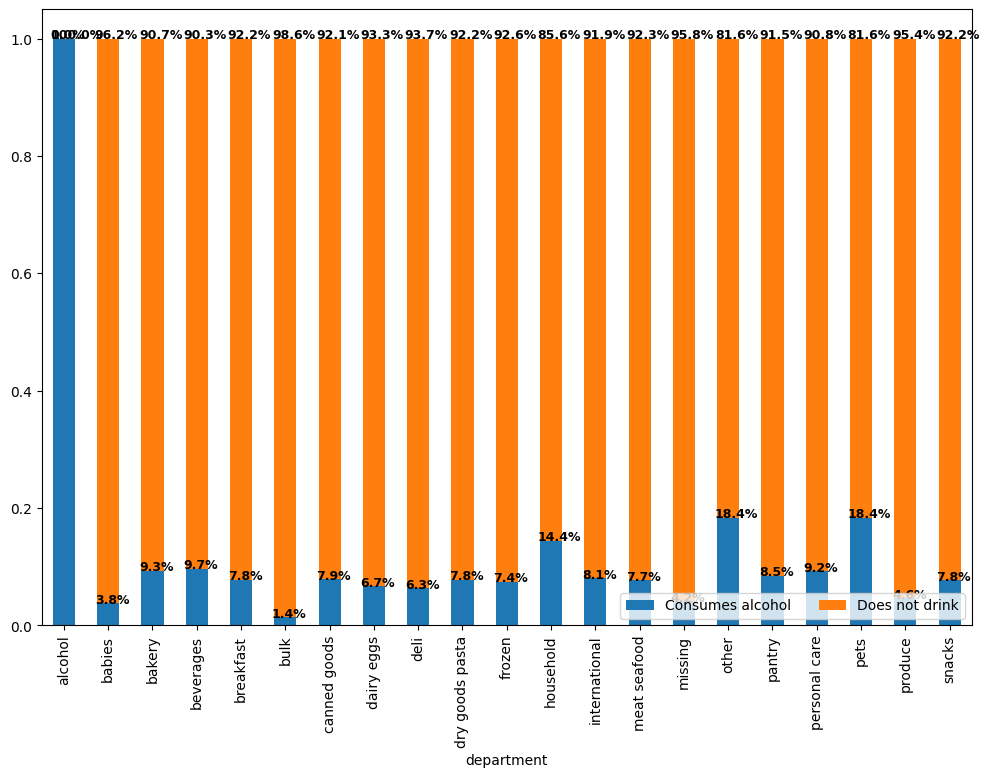 1.0
0.8
0.6
0.4
0.2
0.0
96.2% 90.7% 90.3% 92.2% 98.6% 92.1% 93.3% 93.7% 92.2% 92.6% 85.6% 91.9% 92.3% 95.8% 81.6% 91.5% 90.8% 81.6% 95.4% 92.2%
3.8% 9.3% 9.7% 7.8% 1.4% 7.9% 6.7% 6.3% 7.8% 7.4% 14.4% 8.1% 7.7% 4.2% 18.4% 8.5% 9.2% 18.4% 4.6% 7.8%
Consumes alcohol
Does not drink
alcohol
babies
bakery
beverages
breakfast
bulk
canned goods
dairy eggs
deli
dry goods pasta
frozen
household
international
meat seafood
missing
other
pantry
personal care
pets
produce
snacks
department